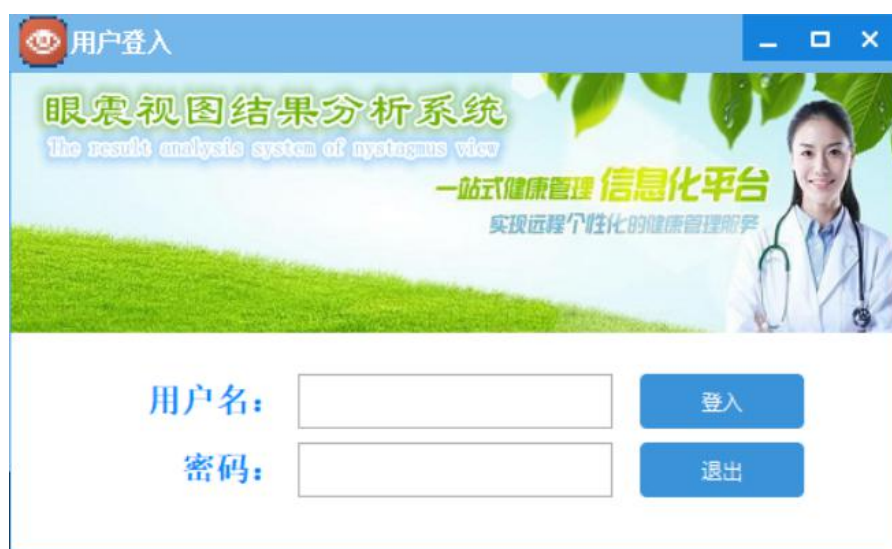 用户登入
眼震视图结果分析系统
The result analysis system of nystagmus view
一站式健康管理 信息化平台
实现远程个性化的健康管理服务
用户名： 登入
密码： 退出